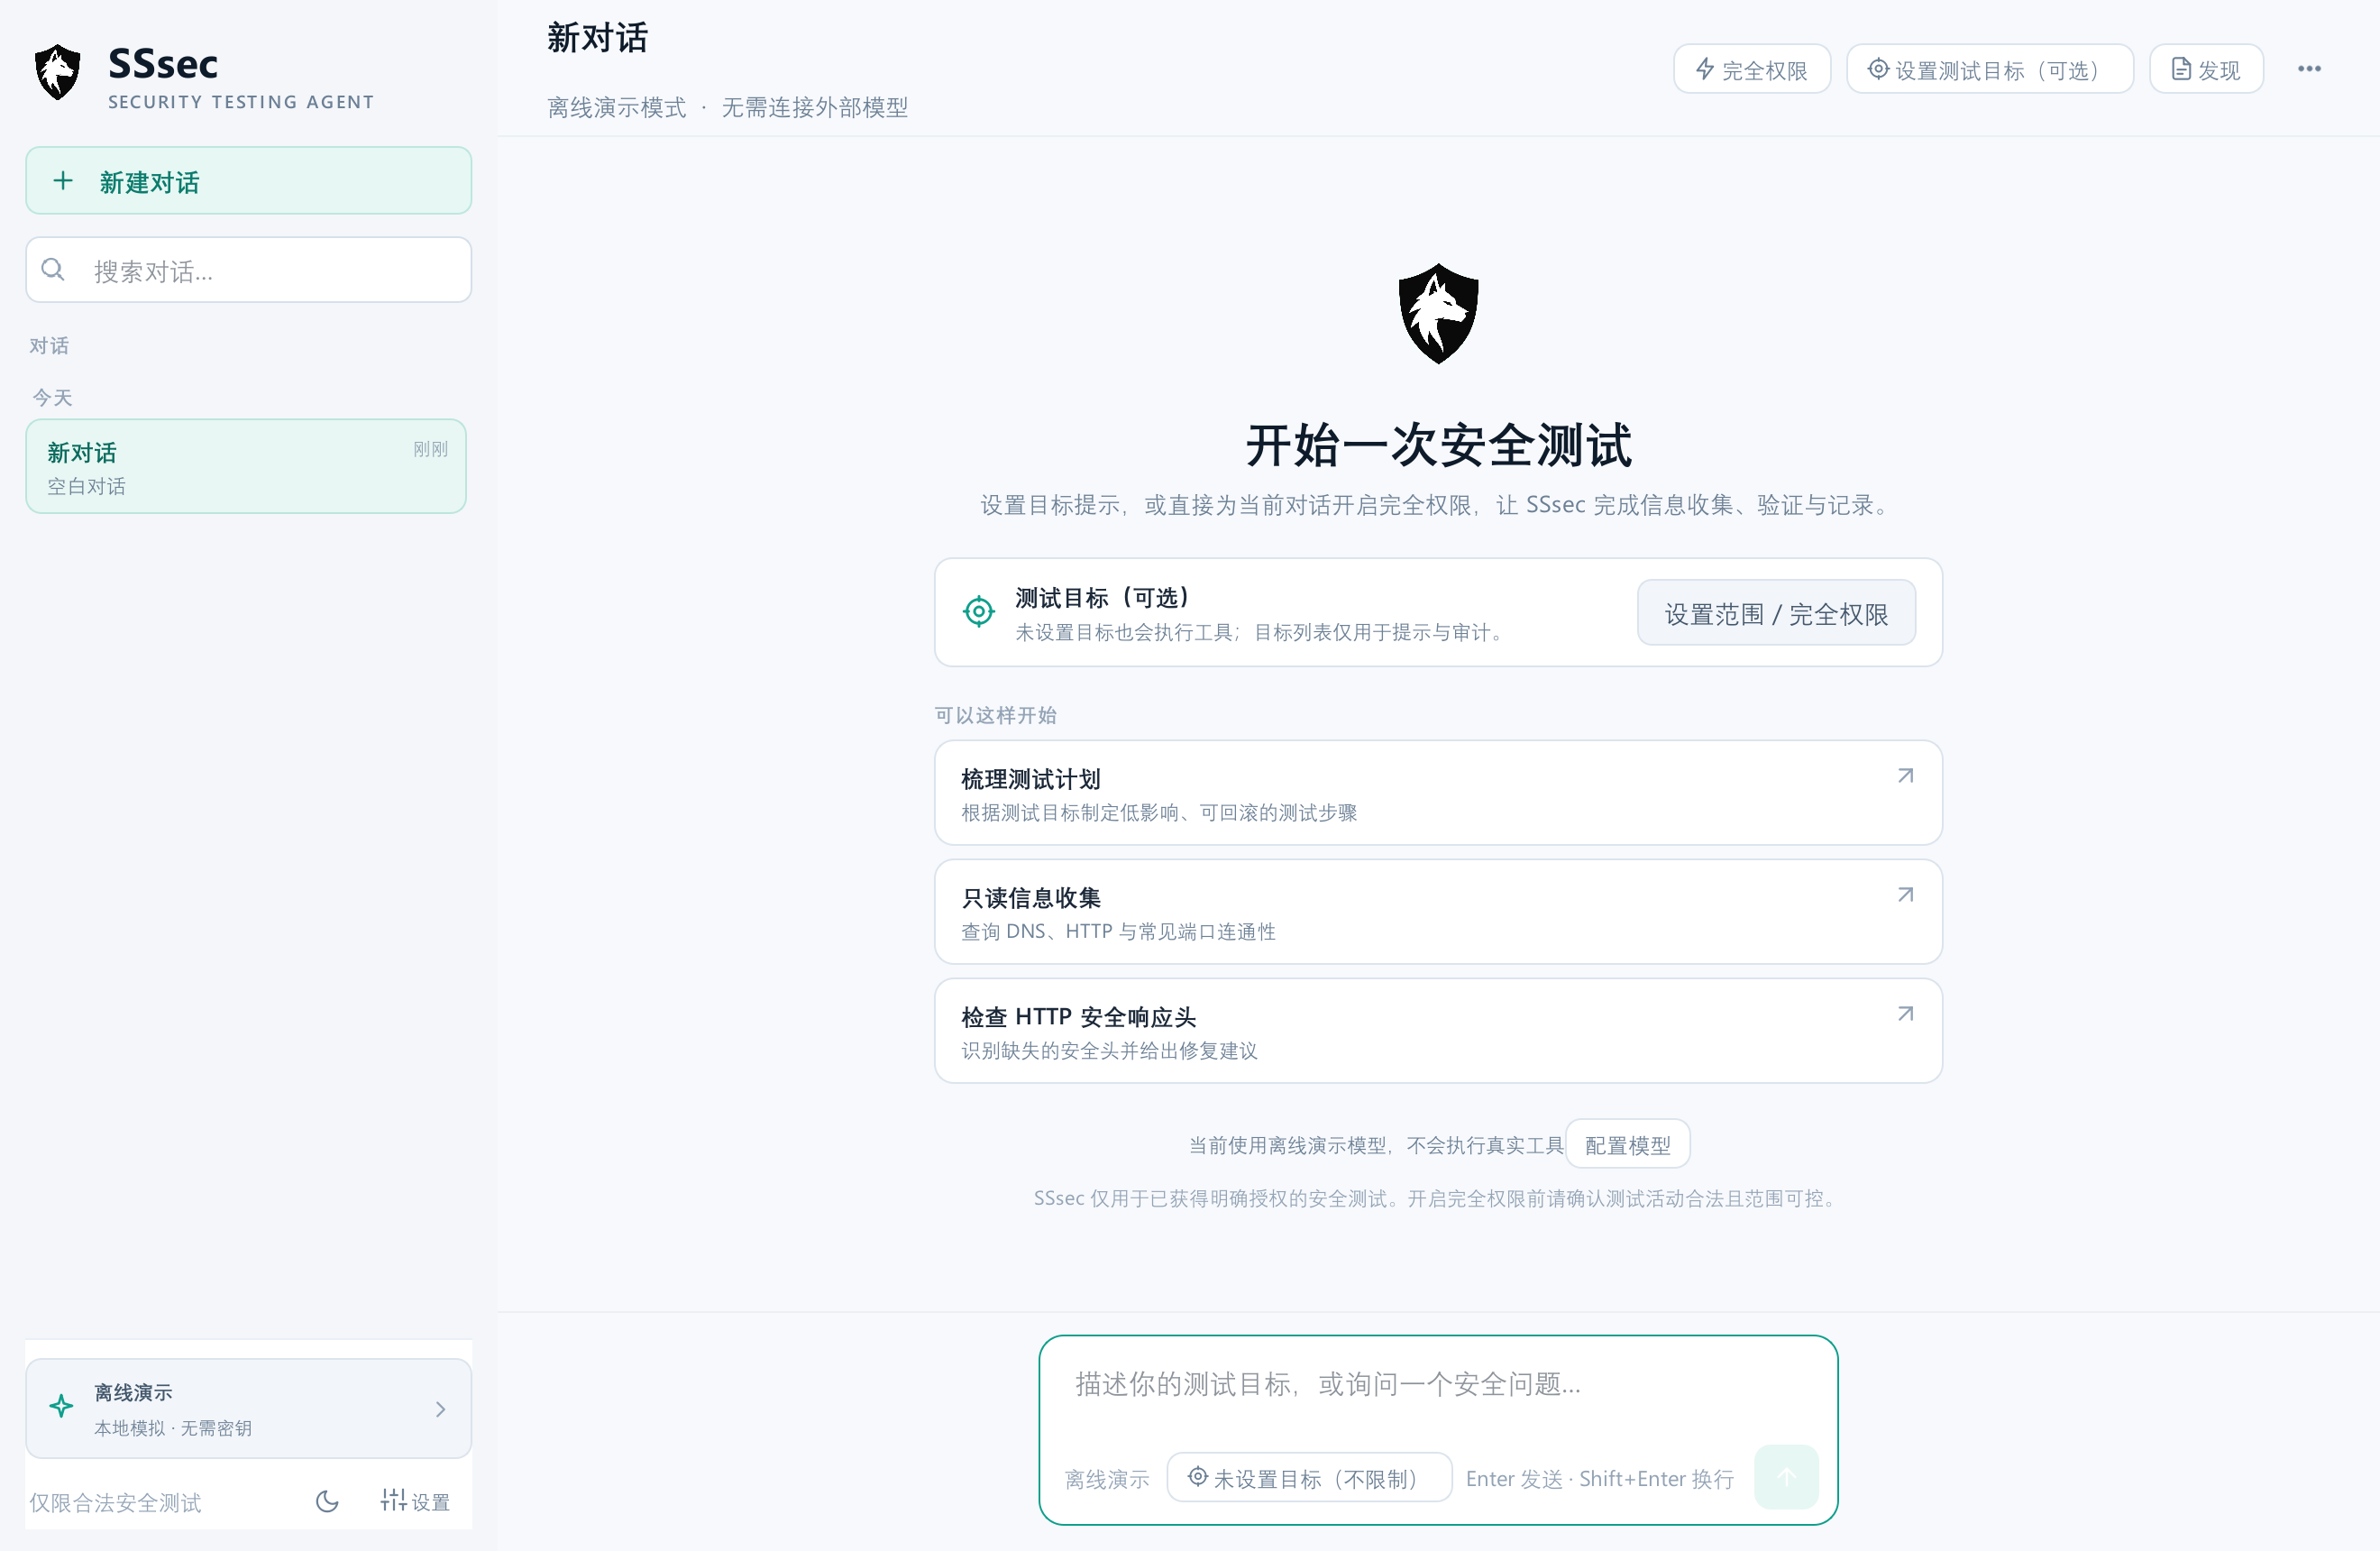 SSsec
SECURITY TESTING AGENT
新建对话
搜索对话...
对话
今天
新对话
刚刚
空白对话
离线演示
本地模拟 · 无需密钥
仅限合法安全测试
设置
新对话
离线演示模式 · 无需连接外部模型
完全权限
设置测试目标（可选）
发现
开始一次安全测试
设置目标提示，或直接为当前对话开启完全权限，让 SSsec 完成信息收集、验证与记录。
测试目标（可选）
未设置目标也会执行工具；目标列表仅用于提示与审计。
设置范围 / 完全权限
可以这样开始
梳理测试计划
根据测试目标制定低影响、可回滚的测试步骤
只读信息收集
查询 DNS、HTTP 与常见端口连通性
检查 HTTP 安全响应头
识别缺失的安全头并给出修复建议
当前使用离线演示模型，不会执行真实工具
配置模型
SSsec 仅用于已获得明确授权的安全测试。开启完全权限前请确认测试活动合法且范围可控。
描述你的测试目标，或询问一个安全问题...
离线演示
未设置目标（不限制）
Enter 发送 · Shift+Enter 换行